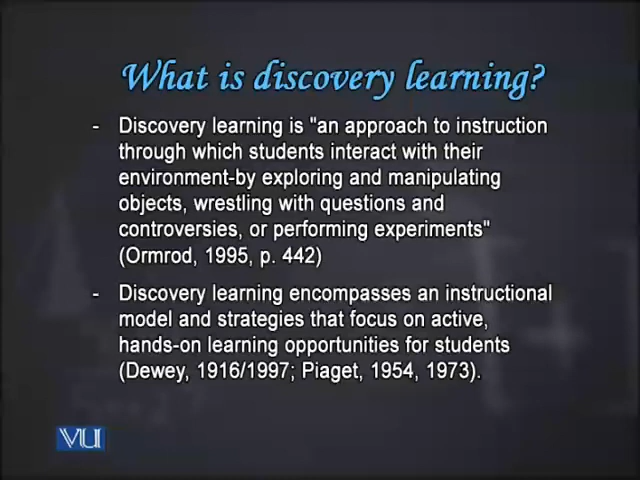 What is discovery learning?
- Discovery learning is "an approach to instruction
through which students interact with their
environment-by exploring and manipulating
objects, wrestling with questions and
controversies, or performing experiments"
(Ormrod, 1995, p. 442)
- Discovery learning encompasses an instructional
model and strategies that focus on active,
hands-on learning opportunities for students
(Dewey, 1916/1997; Piaget, 1954, 1973).
VU